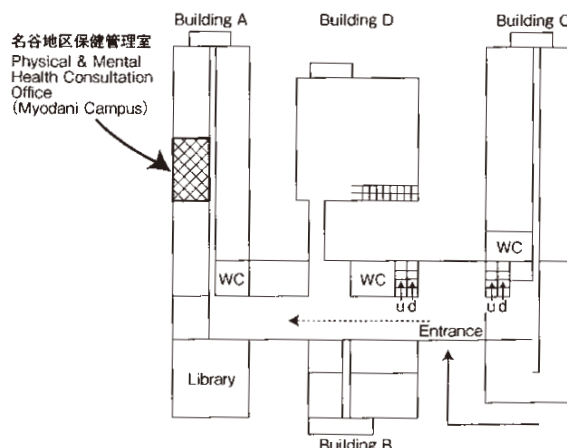 Building A
Building D
Building C
名谷地区保健管理室
Physical & Mental
Health Consultation
Office
(Myodani Campus)
WC
WC
WC
u d
u d
Entrance
Library
Building B